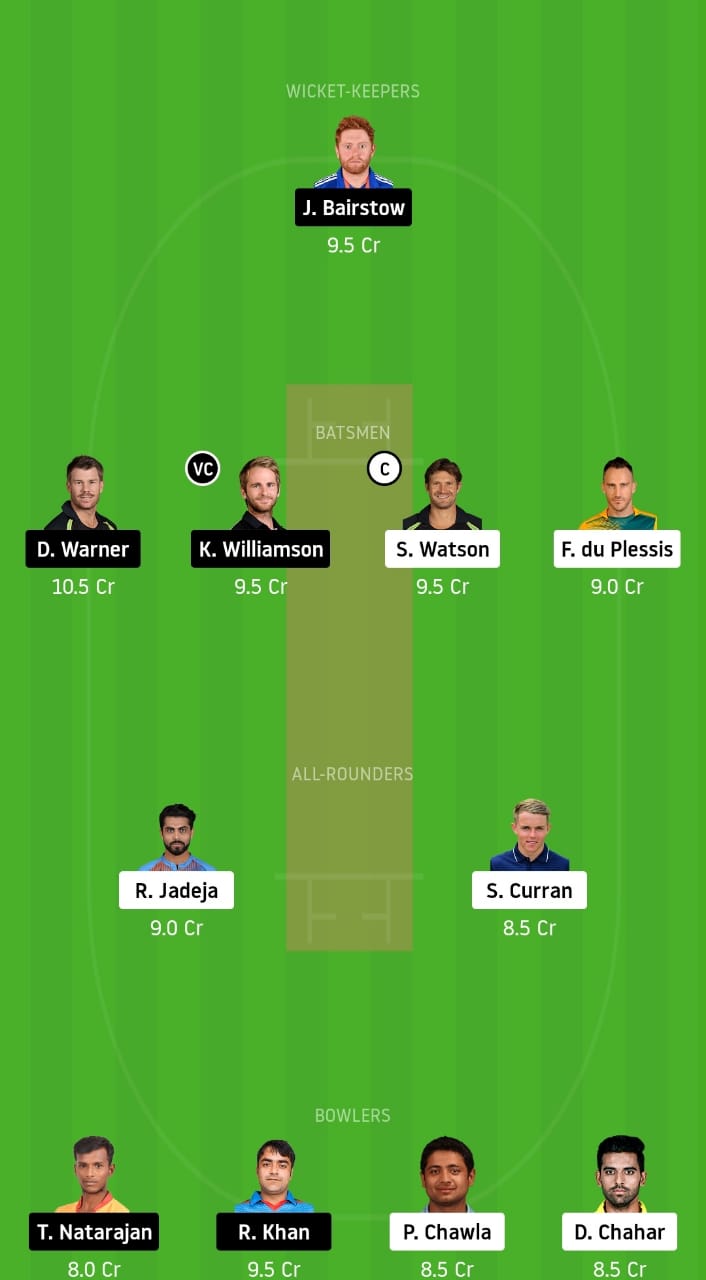 WICKET-KEEPERS
J. Bairstow
9.5 Cr
BATSMEN
VC
C
D. Warner
K. Williamson
S. Watson
F. du Plessis
10.5 Cr
9.5 Cr
9.5 Cr
9.0 Cr
ALL-ROUNDERS
R. Jadeja
S. Curran
9.0 Cr
8.5 Cr
BOWLERS
T. Natarajan
R. Khan
P. Chawla
D. Chahar
8.0 Cr
9.5 Cr
8.5 Cr
8.5 Cr